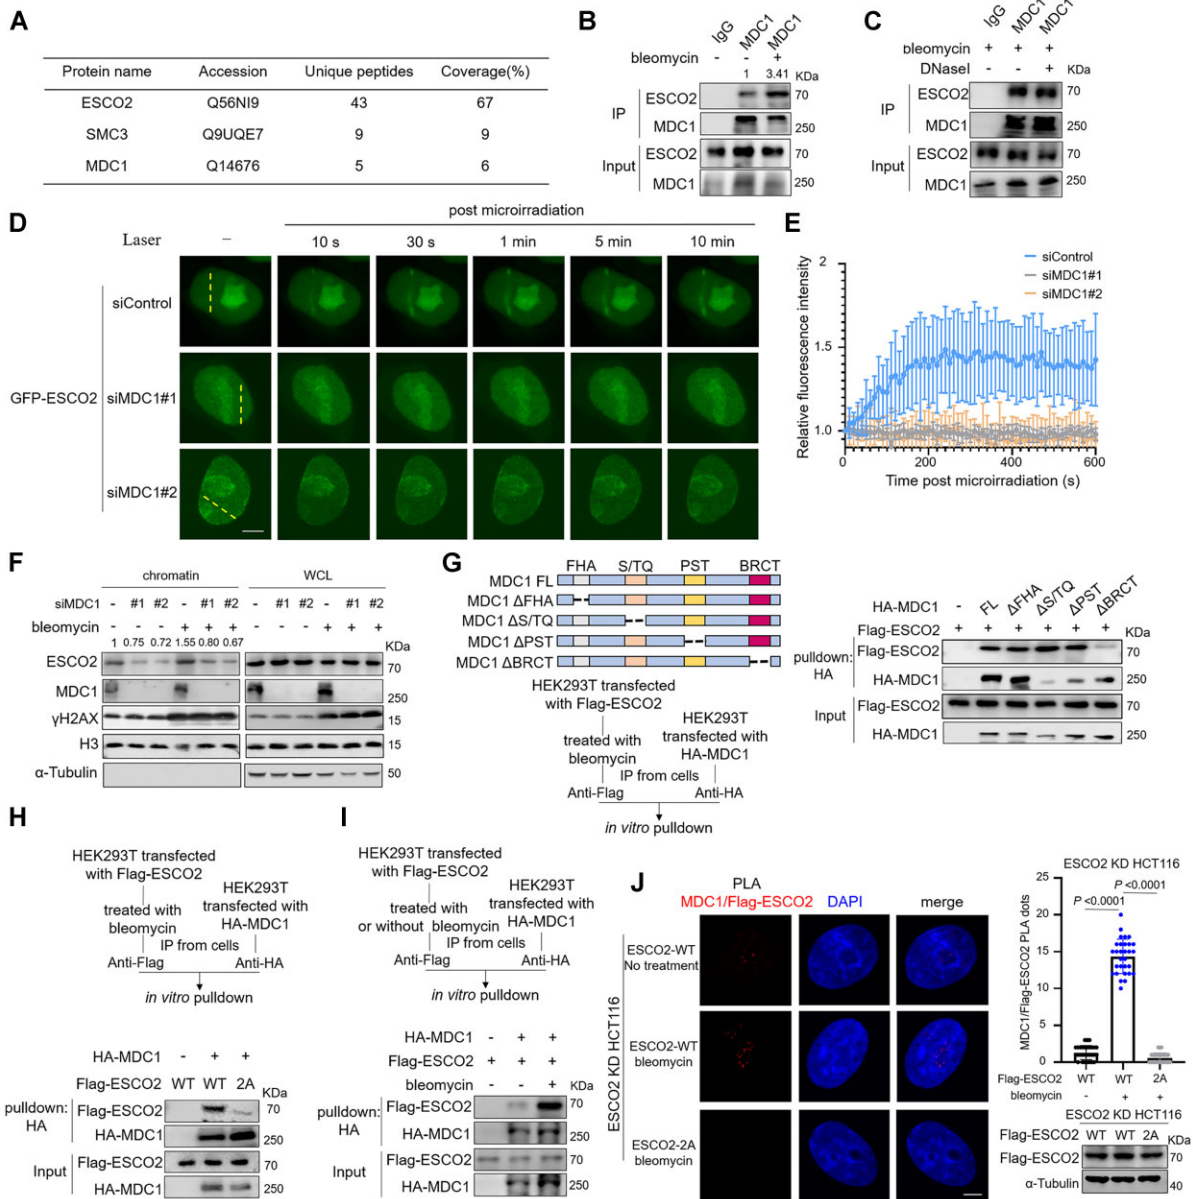 A
Protein name Accession Unique peptides Coverage(%)
ESCO2 Q56NI9 43 67
SMC3 Q9UQE7 9 9
MDC1 Q14676 5 6
B
IgG MDC1 MDC1
bleomycin - - +
1 3.41 KDa
IP ESCO2 70
MDC1 250
Input ESCO2 70
MDC1 250
C
IgG MDC1 MDC1
bleomycin + + +
DNaseI - - + KDa
IP ESCO2 70
MDC1 250
Input ESCO2 70
MDC1 250
D
post microirradiation
Laser – 10 s 30 s 1 min 5 min 10 min
GFP-ESCO2
siControl
siMDC1#1
siMDC1#2
E
Relative fluorescence intensity
2
1.5
1.0
siControl
siMDC1#1
siMDC1#2
0 200 400 600
Time post microirradiation (s)
F
chromatin WCL
siMDC1 - #1 #2 - #1 #2 - #1 #2 - #1 #2
bleomycin - - - + + + - - - + + +
1 0.75 0.72 1.55 0.80 0.67 KDa
ESCO2 70
MDC1 250
γH2AX 15
H3 15
α-Tubulin 50
G
FHA S/TQ PST BRCT
MDC1 FL
MDC1 ΔFHA
MDC1 ΔS/TQ
MDC1 ΔPST
MDC1 ΔBRCT
HEK293T transfected
with Flag-ESCO2
treated with
bleomycin
HEK293T
transfected with
HA-MDC1
IP from cells
Anti-Flag Anti-HA
in vitro pulldown
HA-MDC1 - FL ΔFHA ΔS/TQ ΔPST ΔBRCT
Flag-ESCO2 + + + + + + KDa
pulldown:
HA
Flag-ESCO2 70
HA-MDC1 250
Input
Flag-ESCO2 70
HA-MDC1 250
H
HEK293T transfected
with Flag-ESCO2
treated with
bleomycin
HEK293T
transfected with
HA-MDC1
IP from cells
Anti-Flag Anti-HA
in vitro pulldown
HA-MDC1 - + +
Flag-ESCO2 WT WT 2A KDa
pulldown:
HA
Flag-ESCO2 70
HA-MDC1 250
Input
Flag-ESCO2 70
HA-MDC1 250
I
HEK293T transfected
with Flag-ESCO2
treated with
or without bleomycin
HEK293T
transfected with
HA-MDC1
IP from cells
Anti-Flag Anti-HA
in vitro pulldown
HA-MDC1 - + +
Flag-ESCO2 + + +
bleomycin + KDa
pulldown:
HA
Flag-ESCO2 70
HA-MDC1 250
Input
Flag-ESCO2 70
HA-MDC1 250
J
PLA
MDC1/Flag-ESCO2 DAPI merge
ESCO2 KD HCT116
ESCO2-WT
No treatment
ESCO2-WT
bleomycin
ESCO2-2A
bleomycin
ESCO2 KD HCT116
MDC1/Flag-ESCO2 PLA dots
25
20
15
10
5
0
P <0.0001
P <0.0001
Flag-ESCO2 WT WT 2A
bleomycin - + +
ESCO2 KD HCT116
Flag-ESCO2 WT WT 2A KDa
Flag-ESCO2 70
α-Tubulin 40